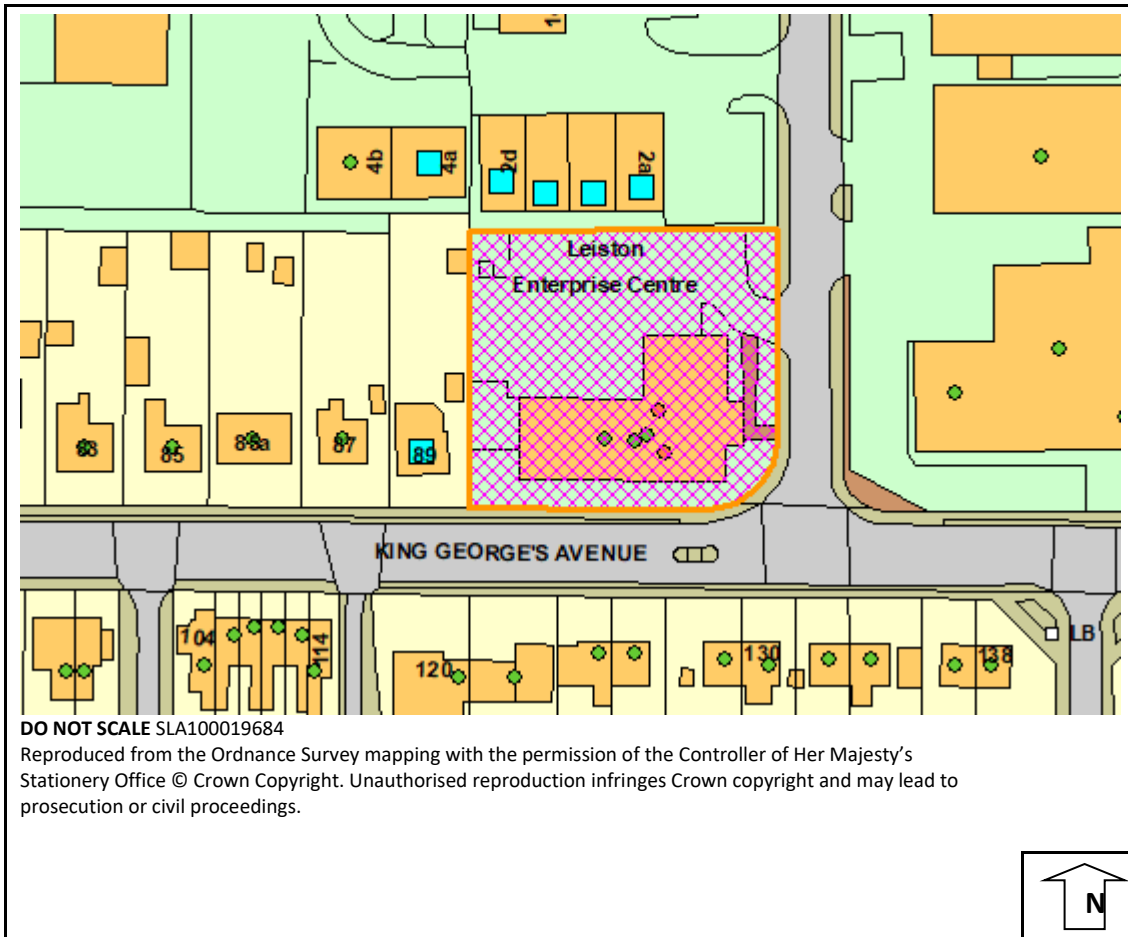 4b
4a
2d
2a
Leiston
Enterprise Centre
85
85a
87
89
KING GEORGE'S AVENUE
104
114
120
130
138
LB
DO NOT SCALE SLA100019684
Reproduced from the Ordnance Survey mapping with the permission of the Controller of Her Majesty's
Stationery Office © Crown Copyright. Unauthorised reproduction infringes Crown copyright and may lead to
prosecution or civil proceedings.
N